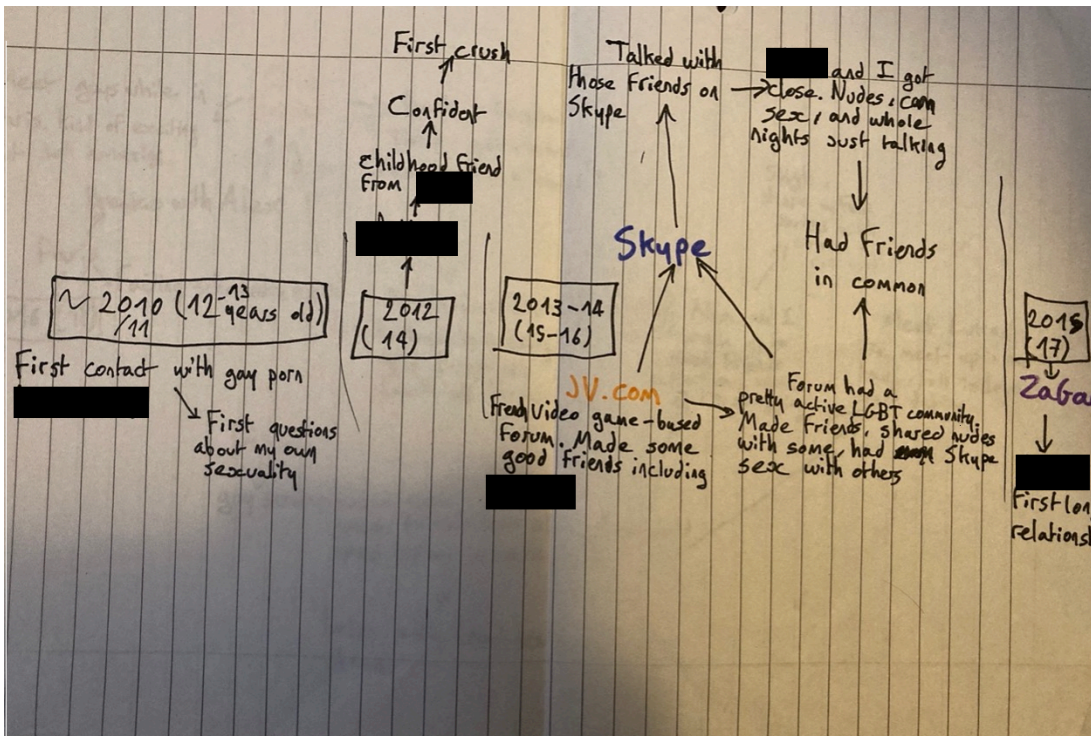 First crush
Confident
Childhood friend
from
~ 2010 (12-13
/11 years old)
First contact with gay porn
First questions
about my own
sexuality
2012
(14)
2013-14
(15-16)
JV.com
French video game-based
forum. Made some
good friends including
Skype
Talked with
those friends on
Skype
and I got
close. Nudes, cam
sex, and whole
nights just talking
Had friends
in common
Forum had a
pretty active LGBT community.
Made friends, shared nudes
with some, had Skype
sex with others
2015
(17)
First